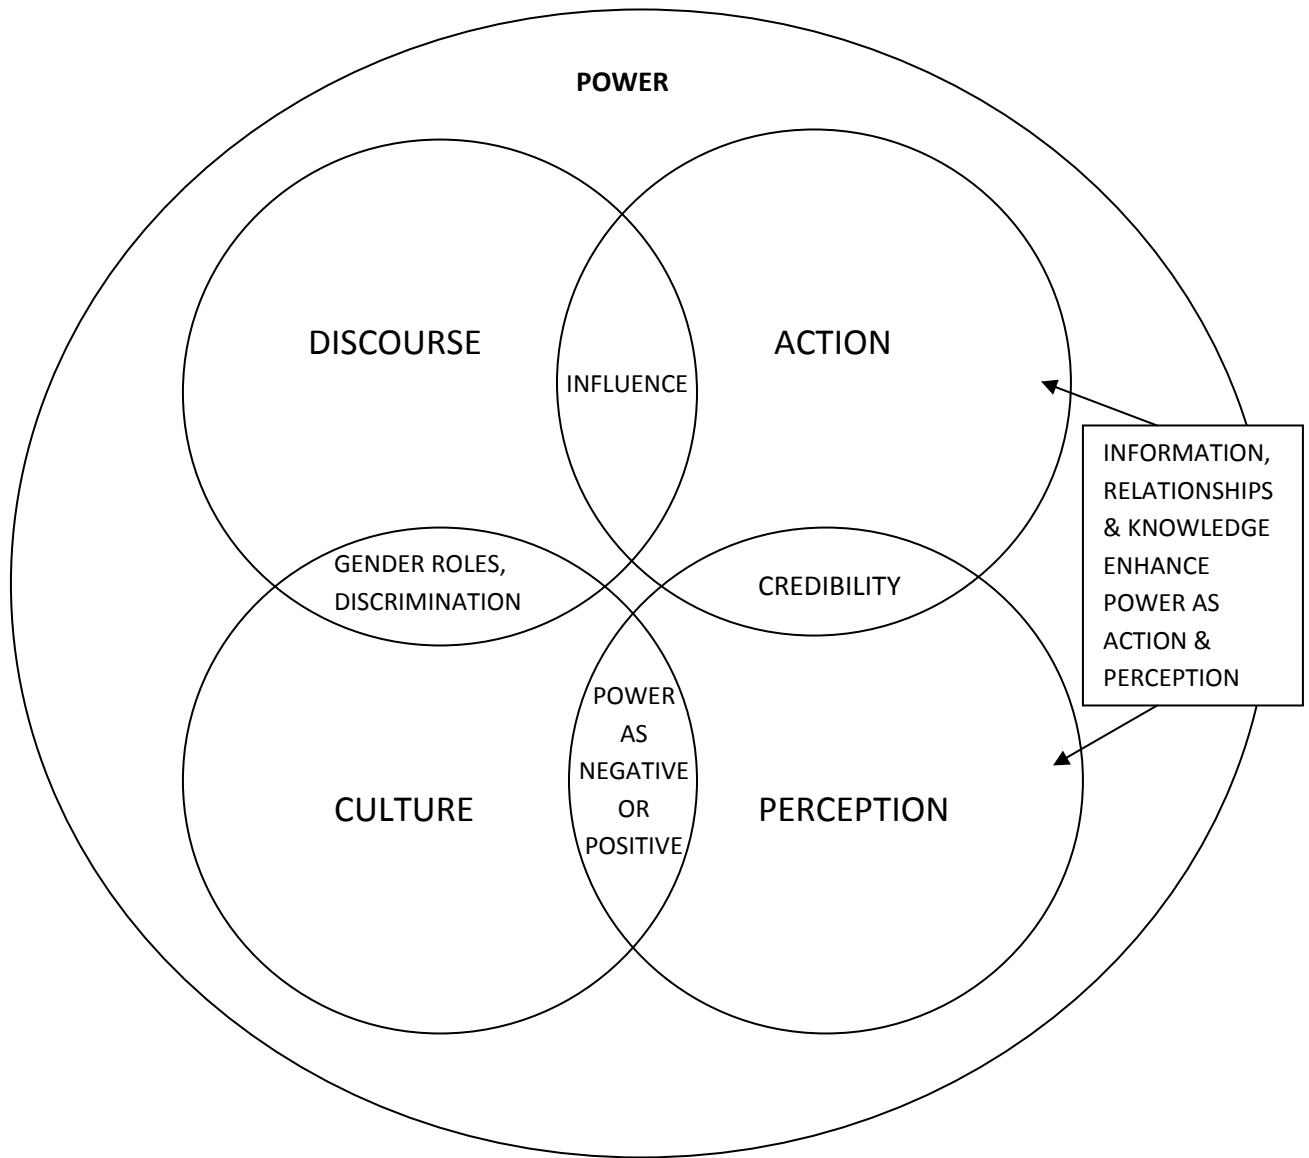 POWER
DISCOURSE
ACTION
INFLUENCE
INFORMATION,
RELATIONSHIPS
& KNOWLEDGE
ENHANCE
POWER AS
ACTION &
PERCEPTION
GENDER ROLES,
DISCRIMINATION
CREDIBILITY
POWER
AS
NEGATIVE
OR
POSITIVE
CULTURE
PERCEPTION